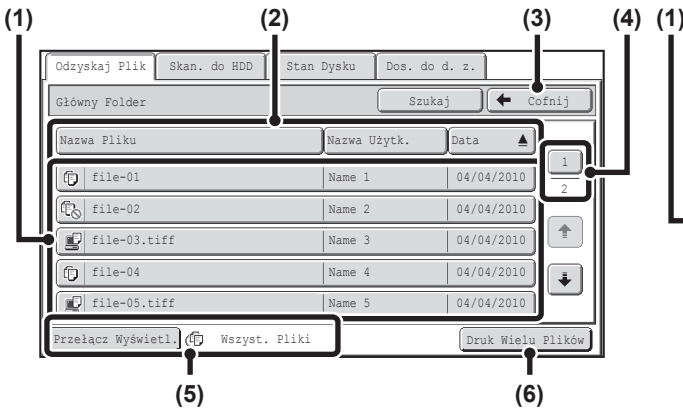 (1) (2) (3) (4) (1)
Odzyskaj Plik Skan. do HDD Stan Dysku Dos. do d. z.
Główny Folder Szukaj Cofnij
Nazwa Pliku Nazwa Użytk. Data
1
file-01 Name 1 04/04/2010
2
file-02 Name 2 04/04/2010
file-03.tiff Name 3 04/04/2010
file-04 Name 4 04/04/2010
file-05.tiff Name 5 04/04/2010
Przełącz Wyświetl. Wszyst. Pliki Druk Wielu Plików
(5) (6)